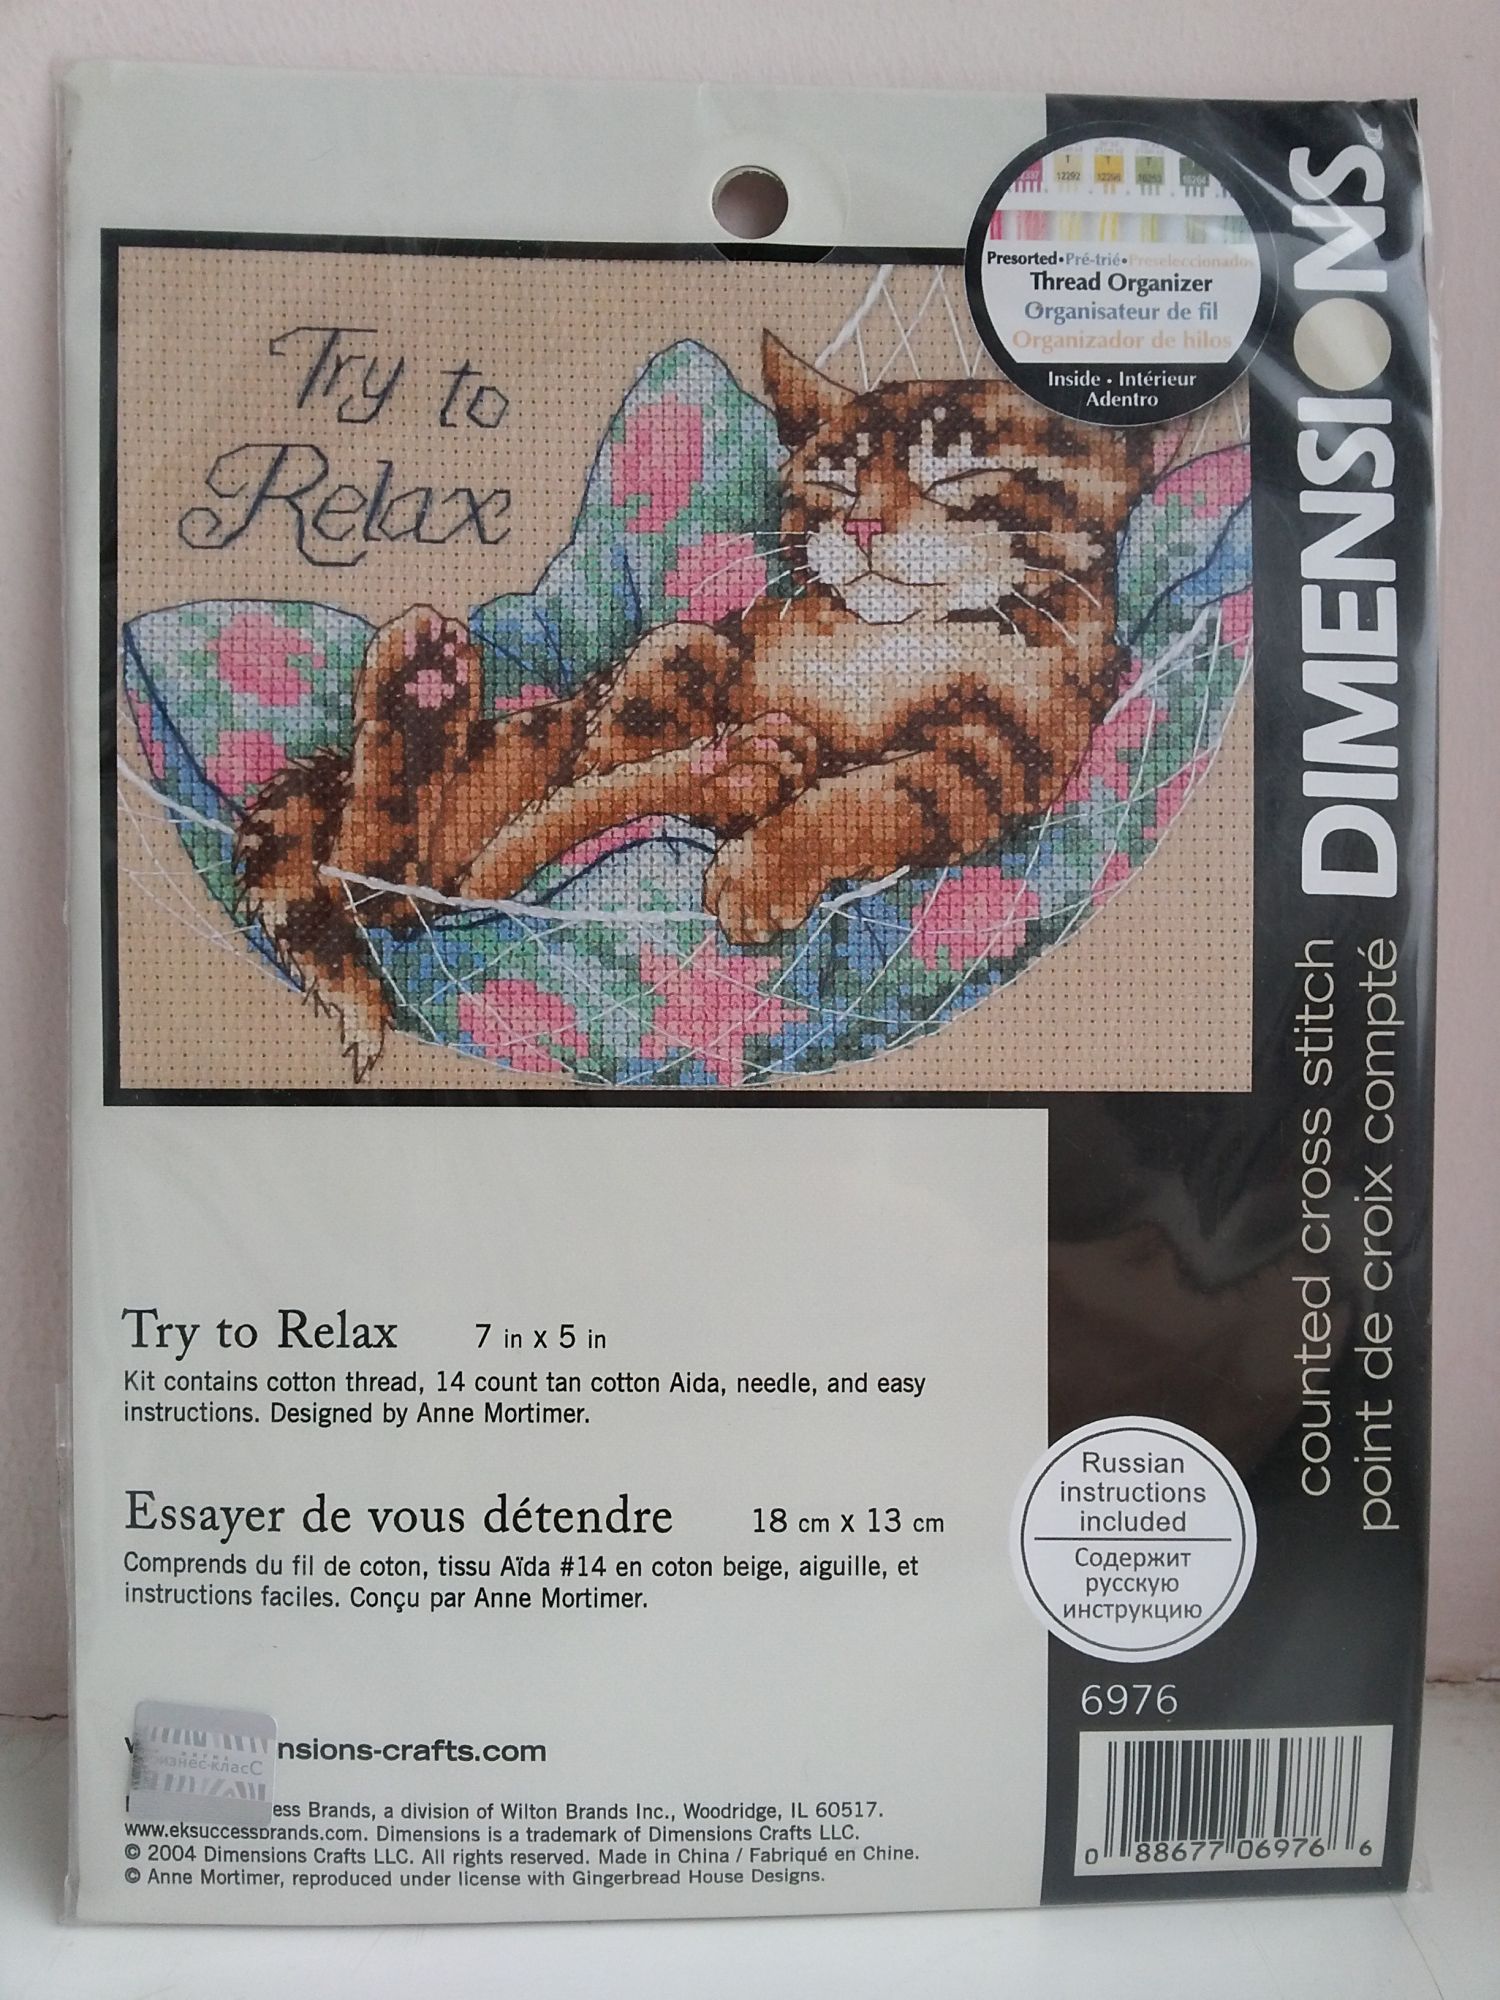 Try to
Relax
T T T T
12292 12296
Presorted•Pré-trié•Preseleccionados
Thread Organizer
Organisateur de fil
Organizador de hilos
Inside • Intérieur
Adentro
DIMENSIONS®
counted cross stitch
point de croix compté
Try to Relax 7 in x 5 in
Kit contains cotton thread, 14 count tan cotton Aida, needle, and easy
instructions. Designed by Anne Mortimer.
Essayer de vous détendre 18 cm x 13 cm
Comprends du fil de coton, tissu Aïda #14 en coton beige, aiguille, et
instructions faciles. Conçu par Anne Mortimer.
Russian
instructions
included
Содержит
русскую
инструкцию
6976
0 88677 06976 6
nsions-crafts.com
бизнес-класС
ess Brands, a division of Wilton Brands Inc., Woodridge, IL 60517.
www.eksuccessbrands.com. Dimensions is a trademark of Dimensions Crafts LLC.
© 2004 Dimensions Crafts LLC. All rights reserved. Made in China / Fabriqué en Chine.
© Anne Mortimer, reproduced under license with Gingerbread House Designs.